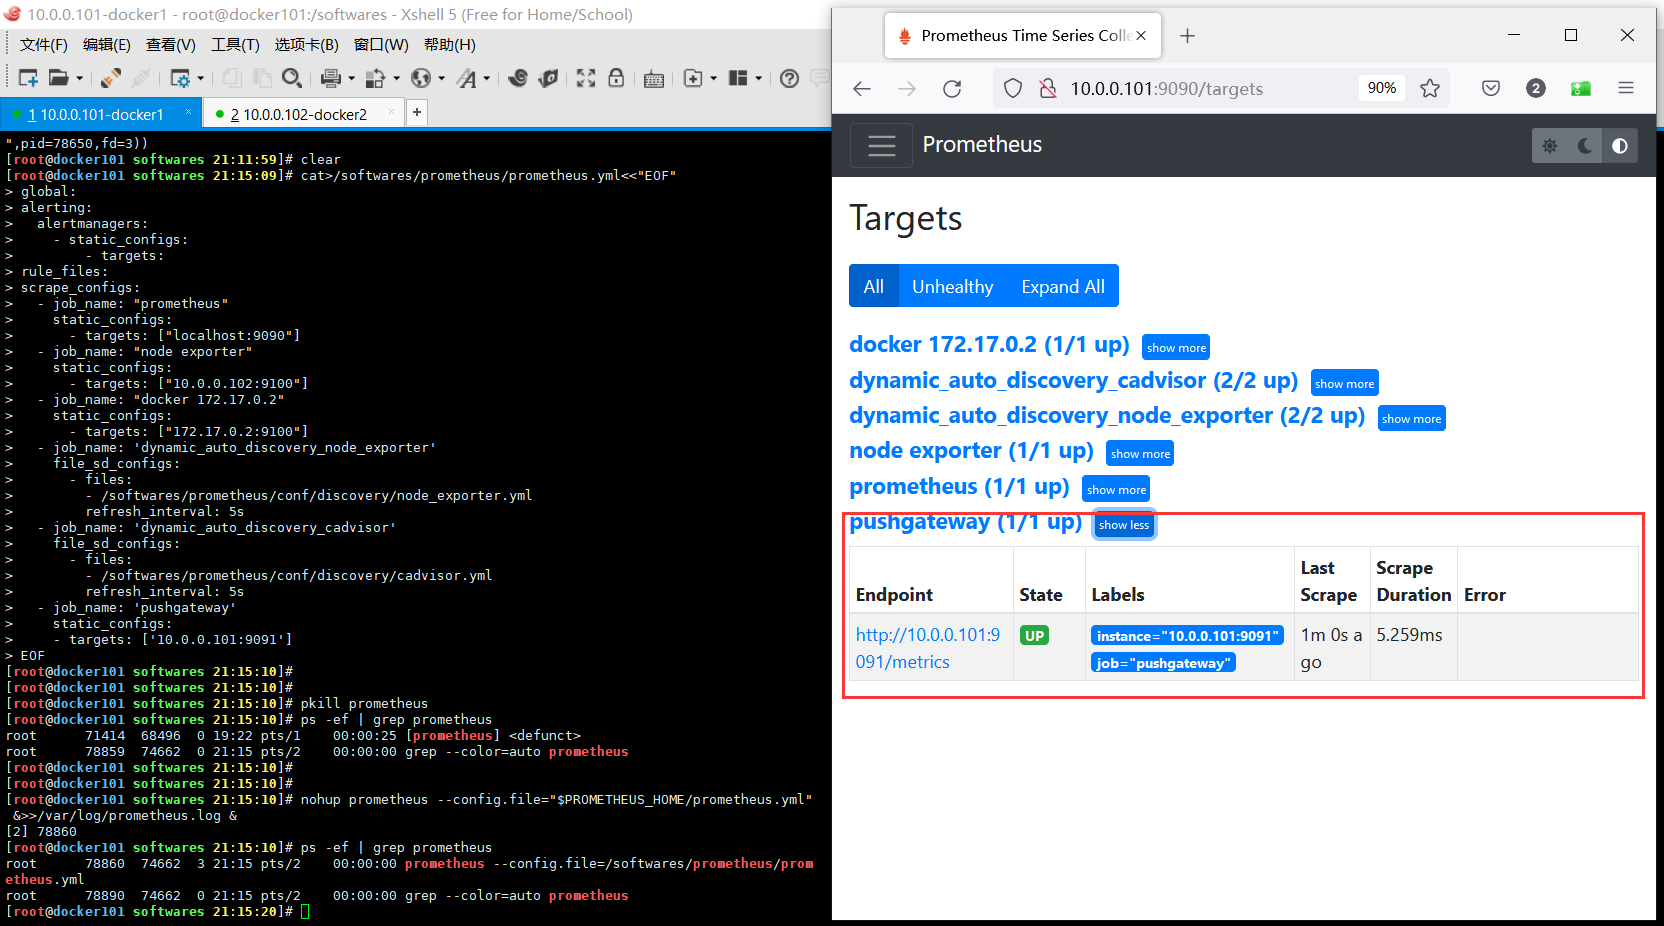 10.0.0.101-docker1 - root@docker101:/softwares - Xshell 5 (Free for Home/School)
文件(F) 编辑(E) 查看(V) 工具(T) 选项卡(B) 窗口(W) 帮助(H)
1 10.0.0.101-docker1 × 2 10.0.0.102-docker2 × +
",pid=78650,fd=3))
[root@docker101 softwares 21:11:59]# clear
[root@docker101 softwares 21:15:09]# cat>/softwares/prometheus/prometheus.yml<<"EOF"
> global:
> alerting:
>   alertmanagers:
>     - static_configs:
>         - targets:
> rule_files:
> scrape_configs:
>   - job_name: "prometheus"
>     static_configs:
>       - targets: ["localhost:9090"]
>   - job_name: "node exporter"
>     static_configs:
>       - targets: ["10.0.0.102:9100"]
>   - job_name: "docker 172.17.0.2"
>     static_configs:
>       - targets: ["172.17.0.2:9100"]
>   - job_name: 'dynamic_auto_discovery_node_exporter'
>     file_sd_configs:
>       - files:
>         - /softwares/prometheus/conf/discovery/node_exporter.yml
>         refresh_interval: 5s
>   - job_name: 'dynamic_auto_discovery_cadvisor'
>     file_sd_configs:
>       - files:
>         - /softwares/prometheus/conf/discovery/cadvisor.yml
>         refresh_interval: 5s
>   - job_name: 'pushgateway'
>     static_configs:
>     - targets: ['10.0.0.101:9091']
> EOF
[root@docker101 softwares 21:15:10]#
[root@docker101 softwares 21:15:10]#
[root@docker101 softwares 21:15:10]# pkill prometheus
[root@docker101 softwares 21:15:10]# ps -ef | grep prometheus
root      71414  68496  0 19:22 pts/1    00:00:25 [prometheus] <defunct>
root      78859  74662  0 21:15 pts/2    00:00:00 grep --color=auto prometheus
[root@docker101 softwares 21:15:10]#
[root@docker101 softwares 21:15:10]#
[root@docker101 softwares 21:15:10]# nohup prometheus --config.file="$PROMETHEUS_HOME/prometheus.yml"
 &>>/var/log/prometheus.log &
[2] 78860
[root@docker101 softwares 21:15:10]# ps -ef | grep prometheus
root      78860  74662  3 21:15 pts/2    00:00:00 prometheus --config.file=/softwares/prometheus/prom
etheus.yml
root      78890  74662  0 21:15 pts/2    00:00:00 grep --color=auto prometheus
[root@docker101 softwares 21:15:20]#
Prometheus Time Series Colle
10.0.0.101:9090/targets 90% 2
Prometheus
Targets
All Unhealthy Expand All
docker 172.17.0.2 (1/1 up) show more
dynamic_auto_discovery_cadvisor (2/2 up) show more
dynamic_auto_discovery_node_exporter (2/2 up) show more
node exporter (1/1 up) show more
prometheus (1/1 up) show more
pushgateway (1/1 up) show less
Endpoint State Labels Last Scrape Scrape Duration Error
http://10.0.0.101:9 UP instance="10.0.0.101:9091" 1m 0s a 5.259ms
091/metrics job="pushgateway" go